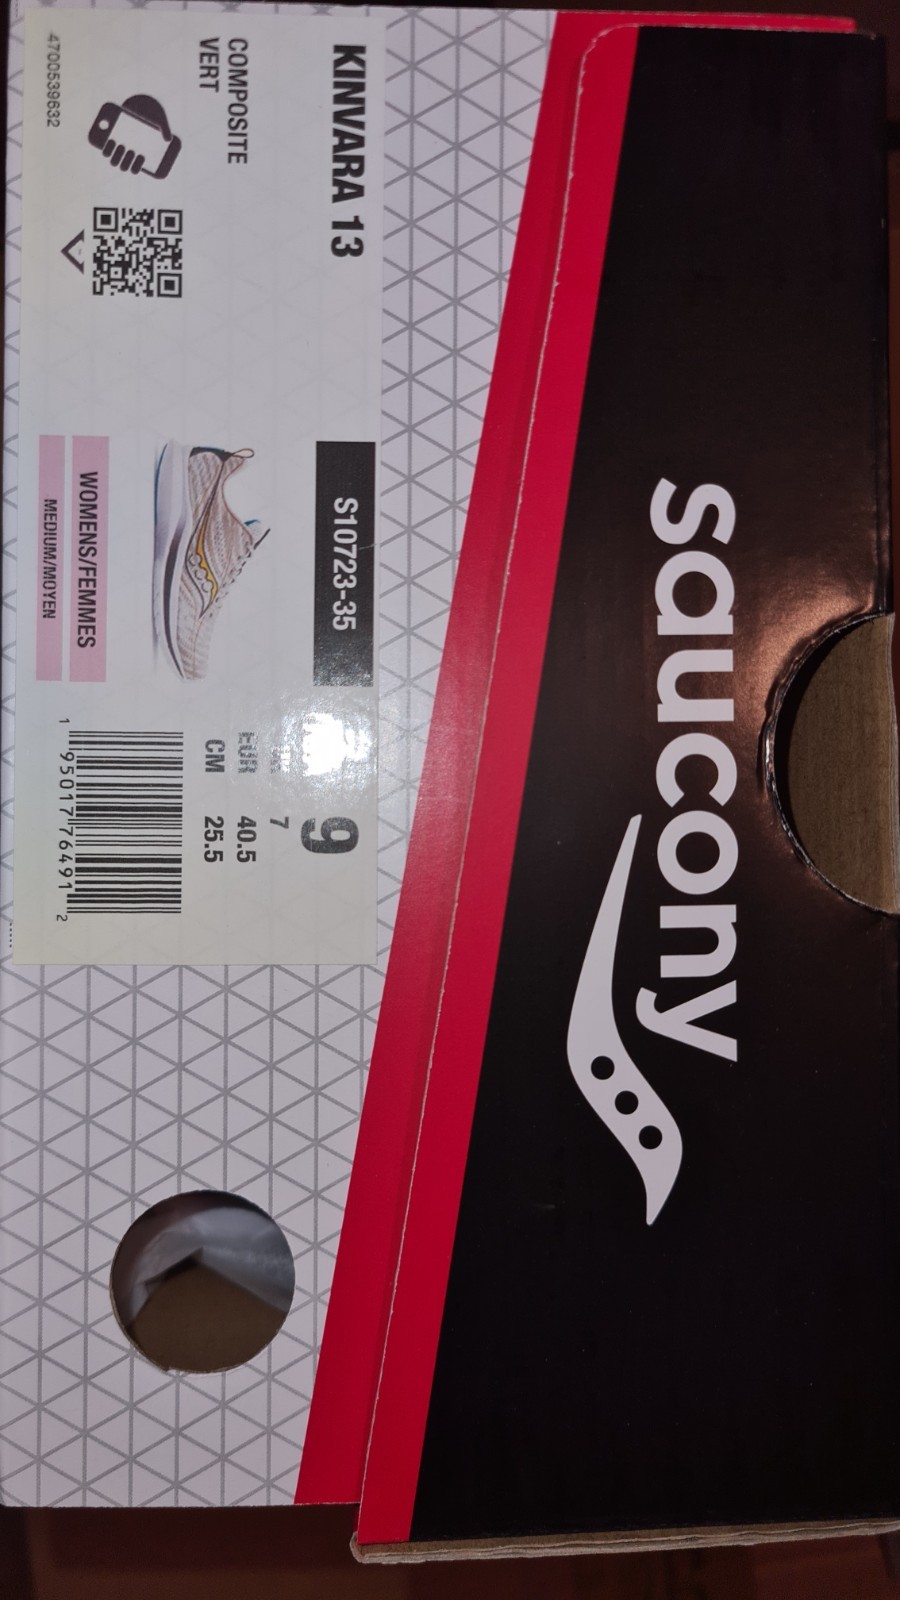 saucony
KINVARA 13
COMPOSITE
VERT
4700539632
S10723-35
WOMENS/FEMMES
MEDIUM/MOYEN
9
7
EUR 40.5
CM 25.5
1 95017 76491 2